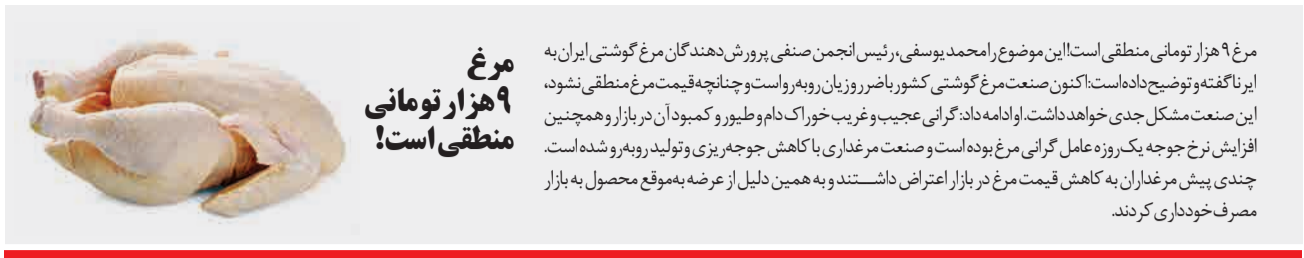 مرغ
۹هزار تومانی
منطقی است!
مرغ ۹ هزار تومانی منطقی است! این موضوع را محمد یوسفی، رئیس انجمن صنفی پرورش‌دهندگان مرغ گوشتی ایران به
ایرنا گفته و توضیح داده است: اکنون صنعت مرغ گوشتی کشور با ضرر و زیان روبه‌رو است و چنانچه قیمت مرغ منطقی نشود،
این صنعت مشکل جدی خواهد داشت. او ادامه داد: گرانی عجیب و غریب خوراک دام و طیور و کمبود آن در بازار و همچنین
افزایش نرخ جوجه یک‌روزه عامل گرانی مرغ بوده است و صنعت مرغداری با کاهش جوجه‌ریزی و تولید روبه‌رو شده است.
چندی پیش مرغداران به کاهش قیمت مرغ در بازار اعتراض داشتند و به همین دلیل از عرضه به‌موقع محصول به بازار
مصرف خودداری کردند.